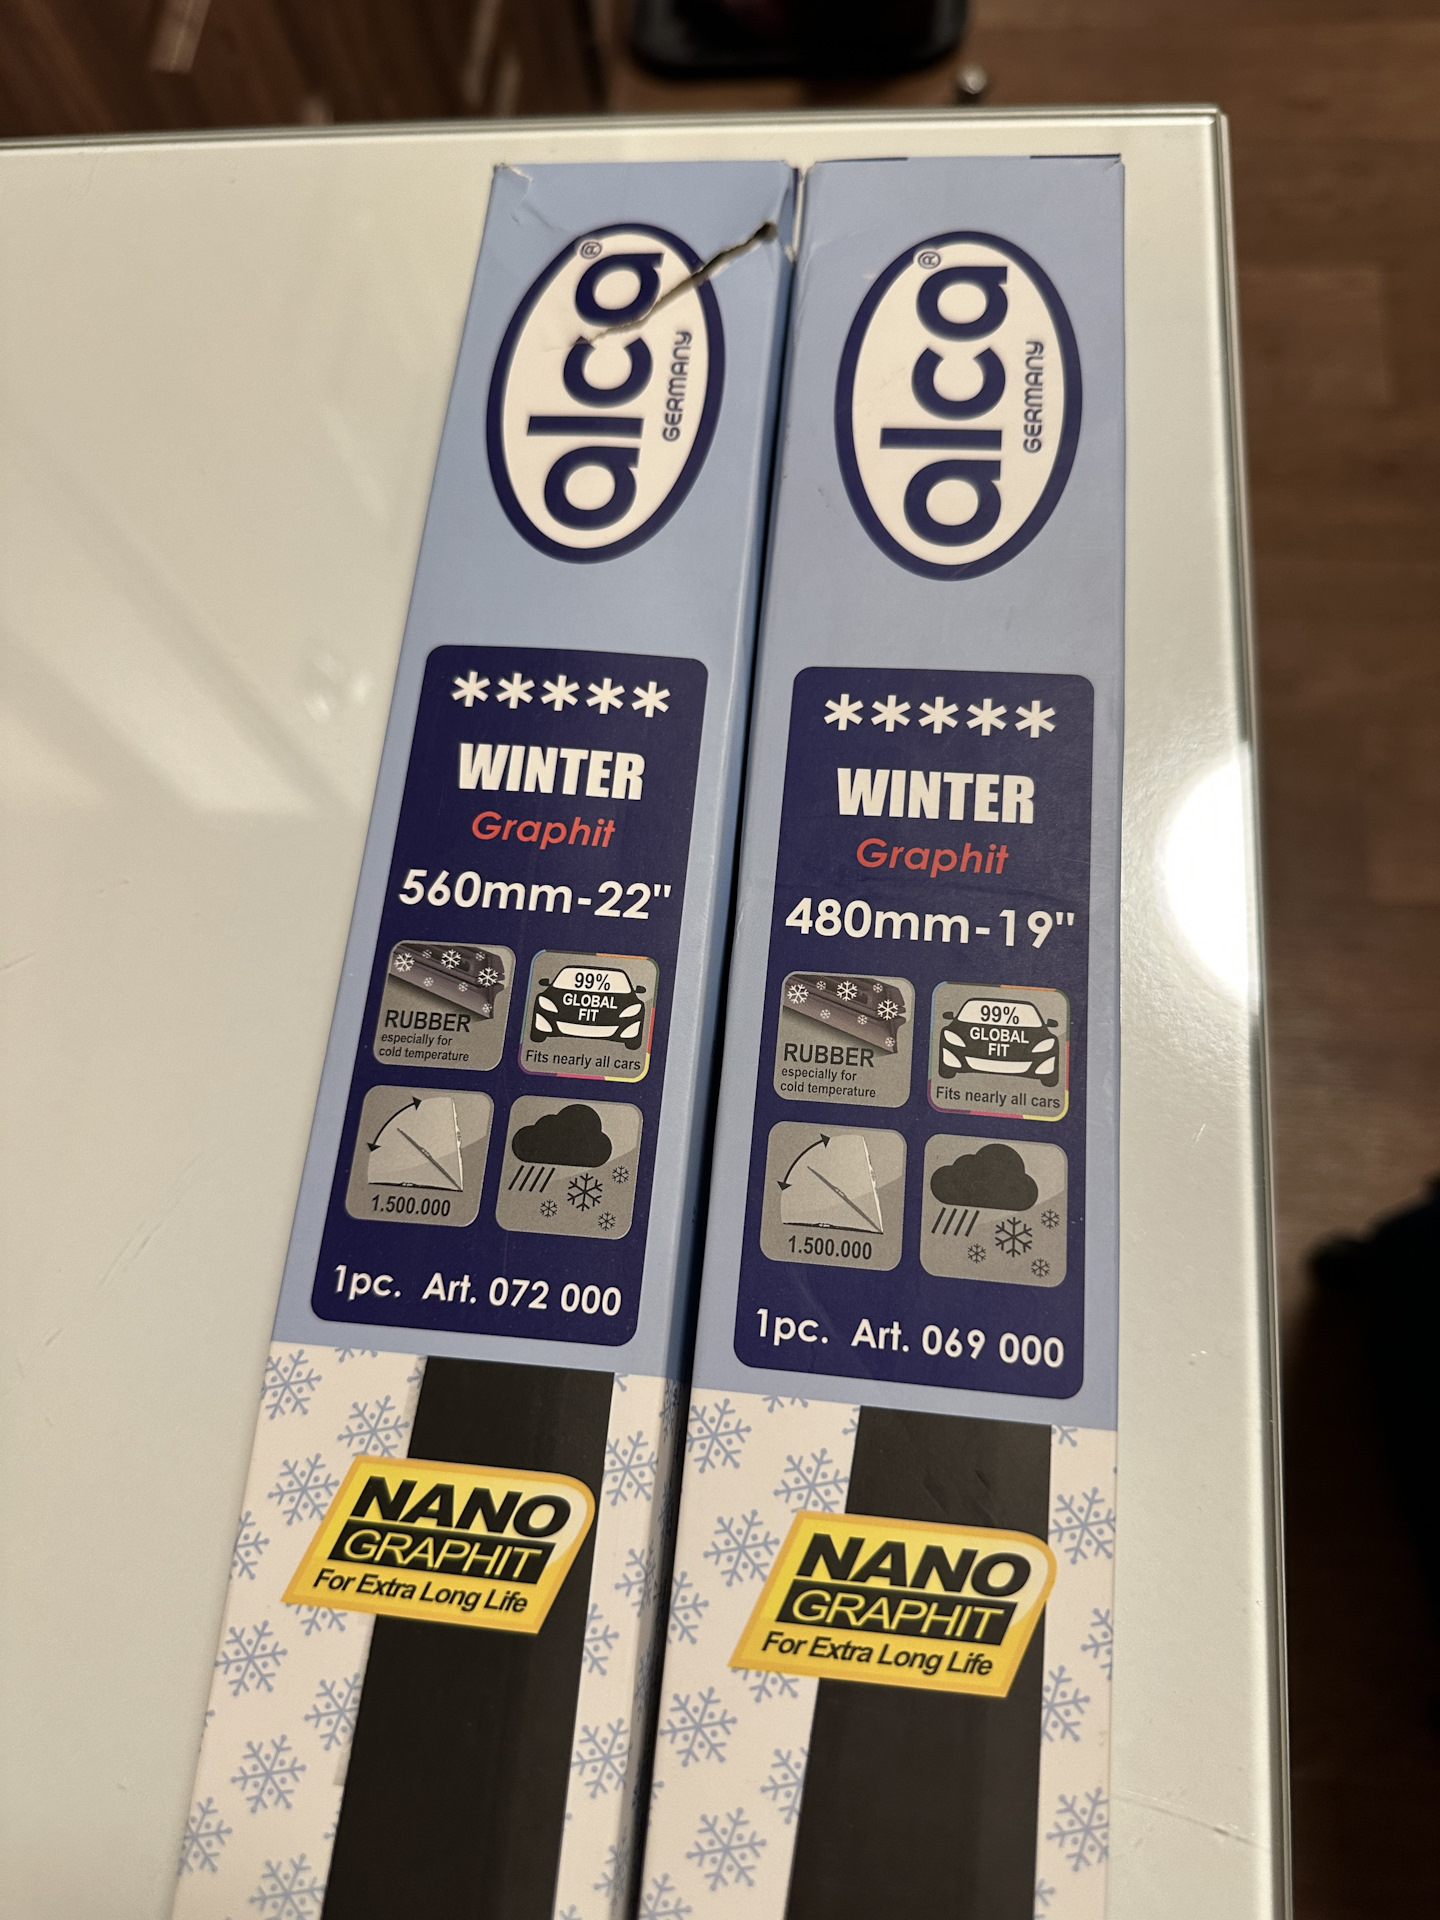 alca®
GERMANY
*****
WINTER
Graphit
560mm-22"
RUBBER
especially for
cold temperature
99%
GLOBAL
FIT
Fits nearly all cars
1.500.000
1pc. Art. 072 000
NANO
GRAPHIT
For Extra Long Life
alca®
GERMANY
*****
WINTER
Graphit
480mm-19"
RUBBER
especially for
cold temperature
99%
GLOBAL
FIT
Fits nearly all cars
1.500.000
1pc. Art. 069 000
NANO
GRAPHIT
For Extra Long Life